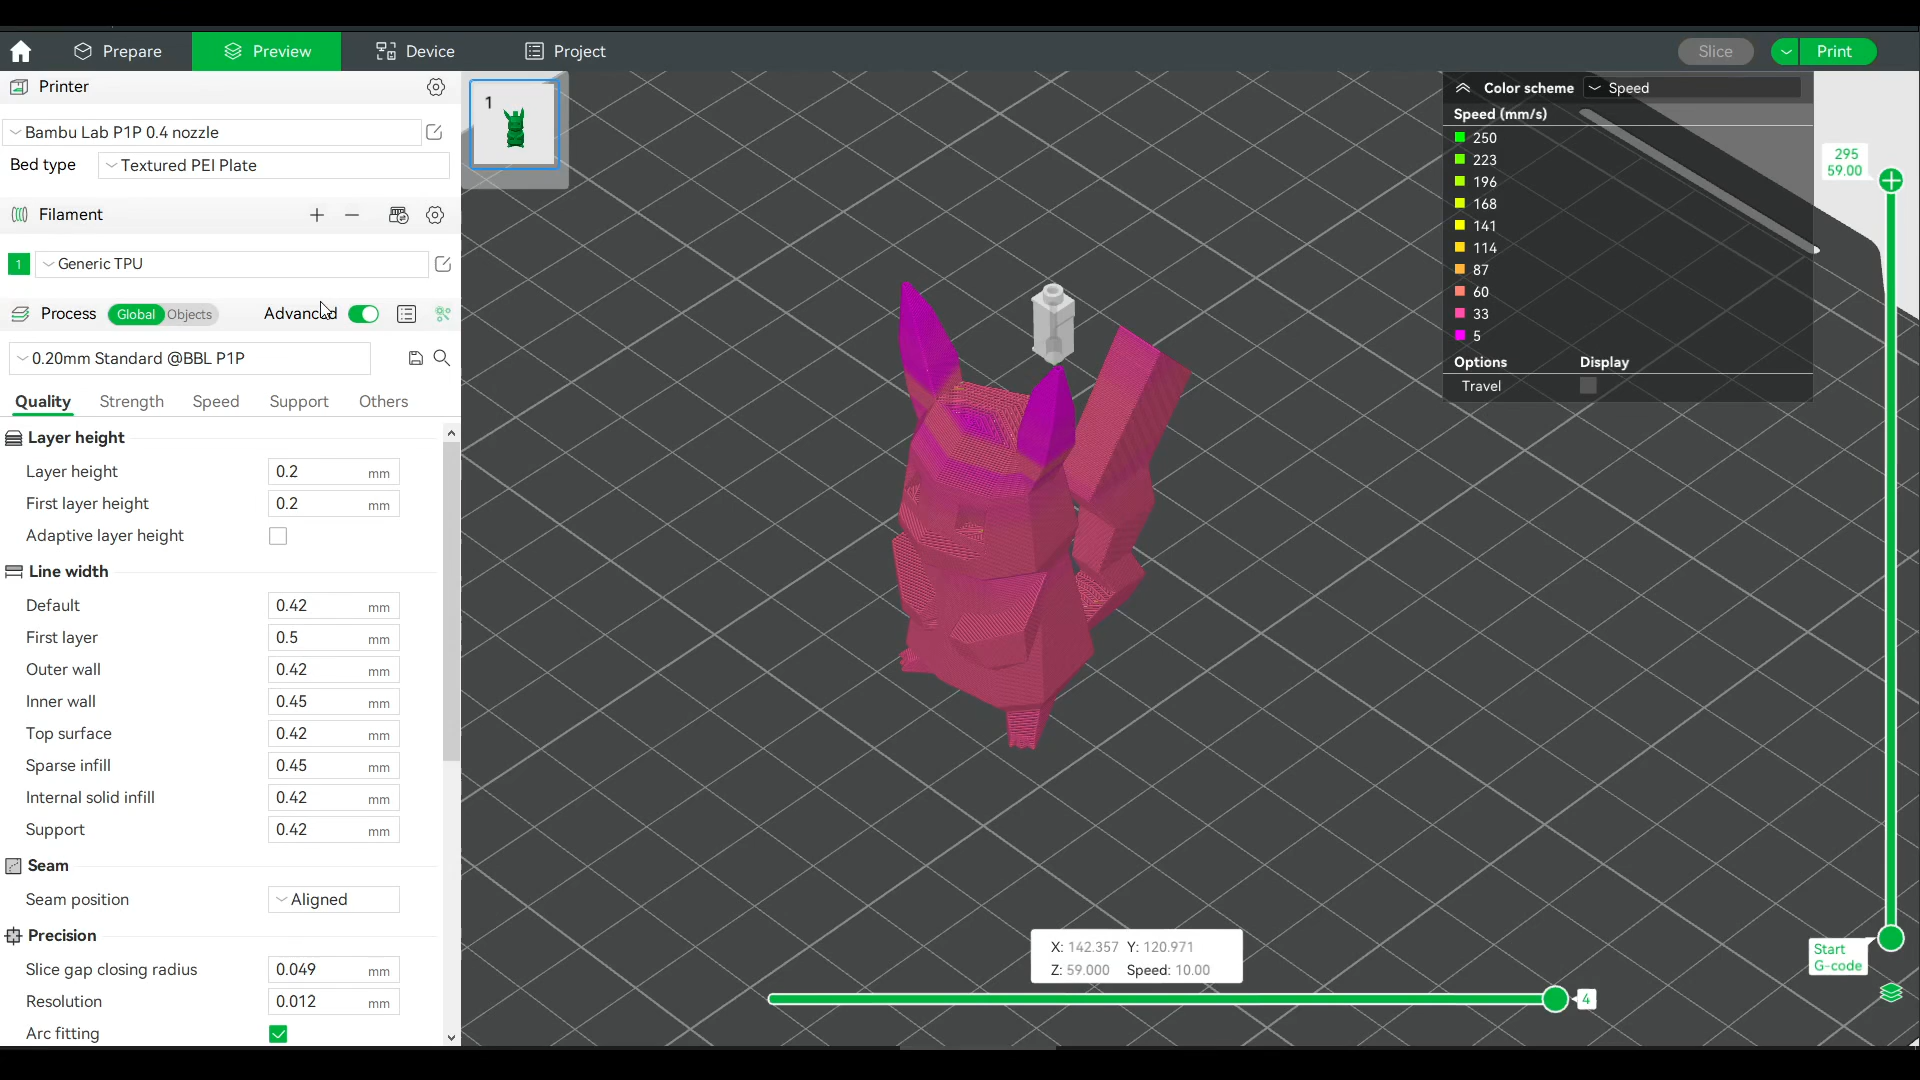 Prepare
Preview
Device
Project
Slice
Print
Printer
Bambu Lab P1P 0.4 nozzle
Bed type
Textured PEI Plate
Filament
1
Generic TPU
Process
Global
Objects
Advanced
0.20mm Standard @BBL P1P
Quality
Strength
Speed
Support
Others
Layer height
Layer height 0.2 mm
First layer height 0.2 mm
Adaptive layer height
Line width
Default 0.42 mm
First layer 0.5 mm
Outer wall 0.42 mm
Inner wall 0.45 mm
Top surface 0.42 mm
Sparse infill 0.45 mm
Internal solid infill 0.42 mm
Support 0.42 mm
Seam
Seam position Aligned
Precision
Slice gap closing radius 0.049 mm
Resolution 0.012 mm
Arc fitting
1
Color scheme Speed
Speed (mm/s)
250
223
196
168
141
114
87
60
33
5
Options Display
Travel
295
59.00
Start
G-code
X: 142.357 Y: 120.971
Z: 59.000 Speed: 10.00
4